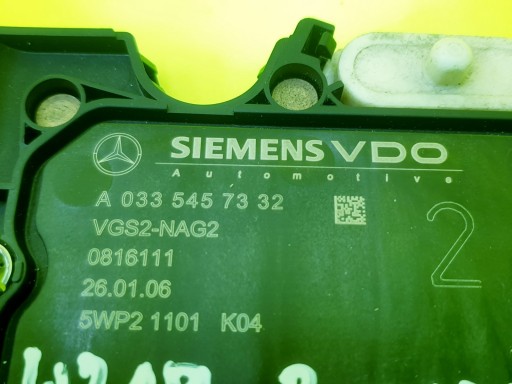 SIEMENS VDO
Automotive
A 033 545 73 32
VGS2-NAG2
0816111
26.01.06
5WP2 1101 K04
2